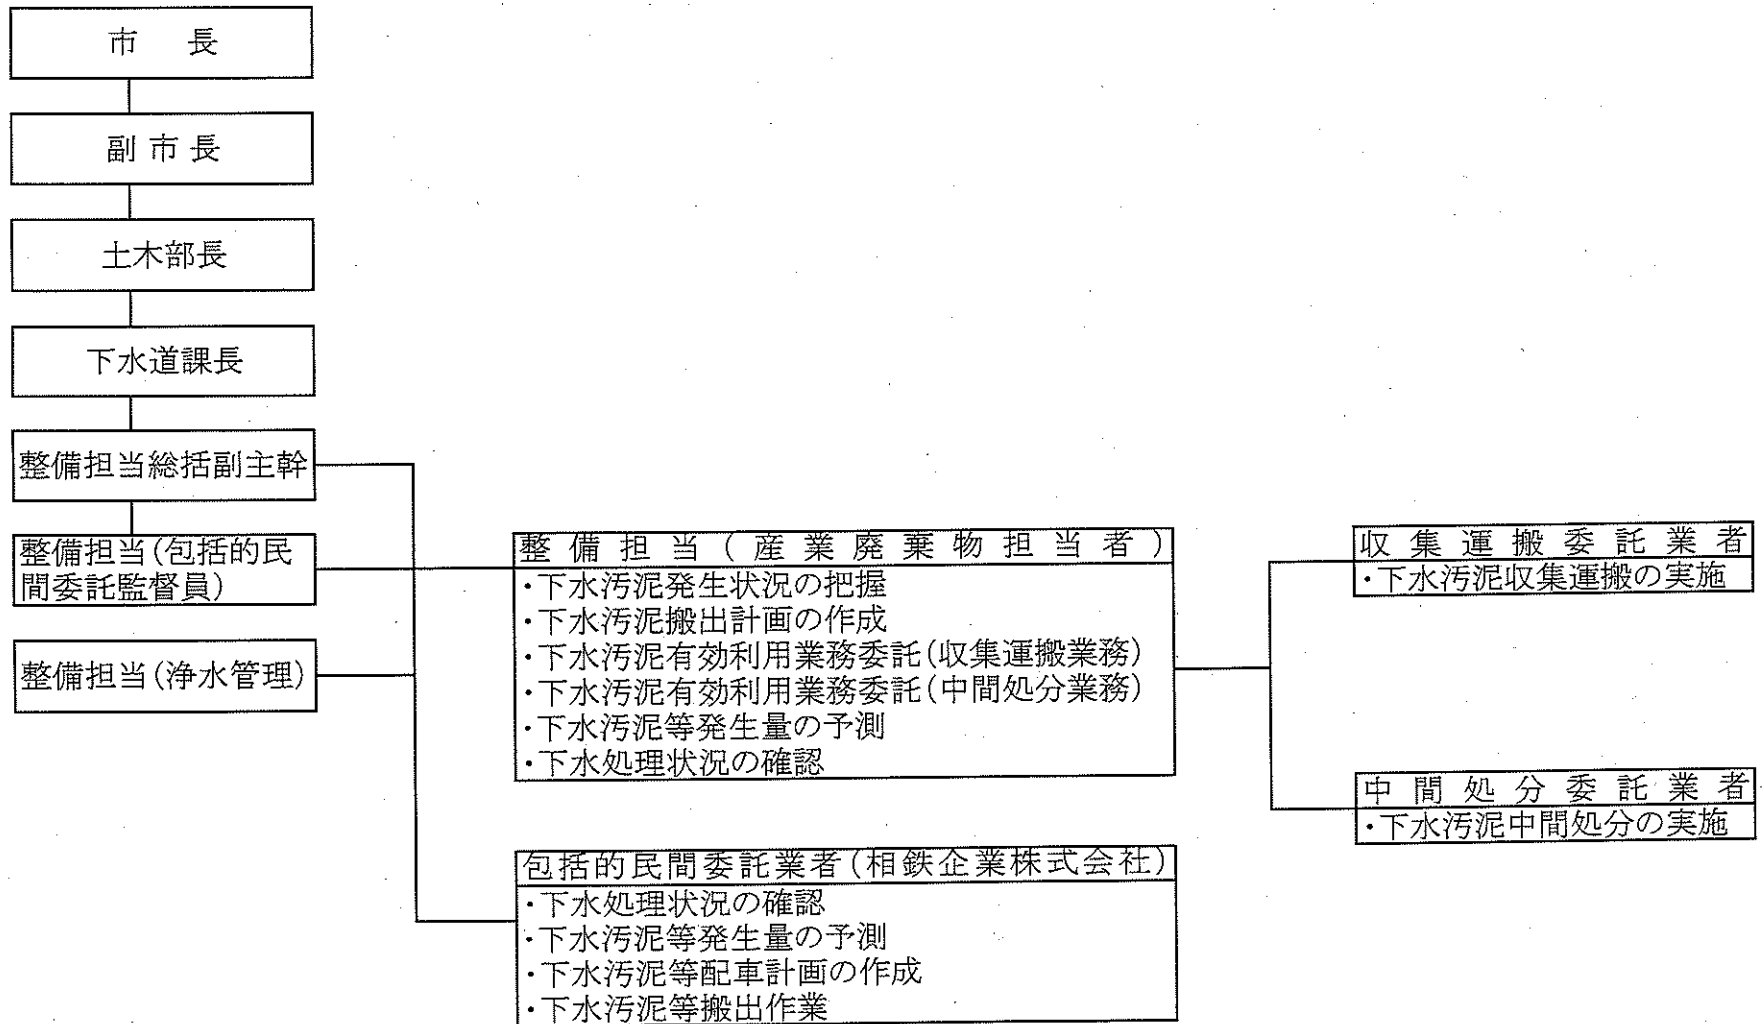 市　長
副市長
土木部長
下水道課長
整備担当総括副主幹
整備担当(包括的民
間委託監督員)
整備担当(浄水管理)
整備担当(産業廃棄物担当者)
・下水汚泥発生状況の把握
・下水汚泥搬出計画の作成
・下水汚泥有効利用業務委託(収集運搬業務)
・下水汚泥有効利用業務委託(中間処分業務)
・下水汚泥等発生量の予測
・下水処理状況の確認
包括的民間委託業者(相鉄企業株式会社)
・下水処理状況の確認
・下水汚泥等発生量の予測
・下水汚泥等配車計画の作成
・下水汚泥等搬出作業
収集運搬委託業者
・下水汚泥収集運搬の実施
中間処分委託業者
・下水汚泥中間処分の実施